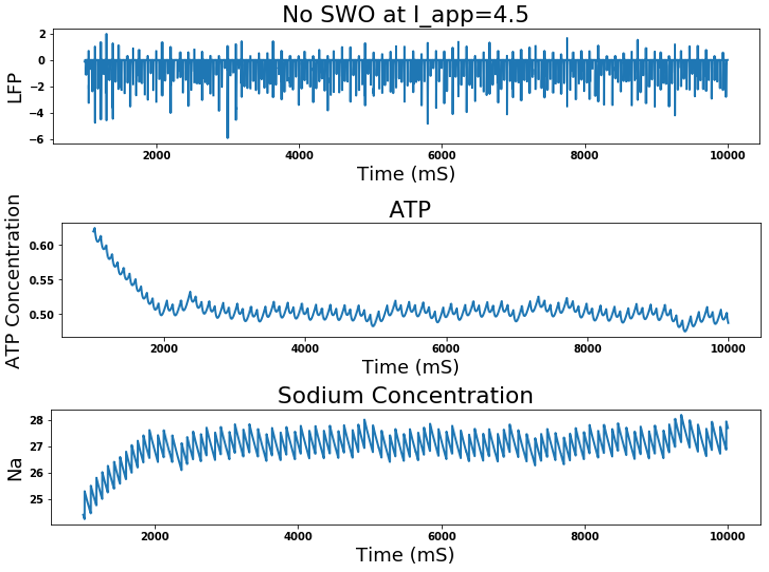 No SWO at I_app=4.5
LFP
2
0
−2
−4
−6
2000 4000 6000 8000 10000
Time (mS)
ATP
ATP Concentration
0.60
0.55
0.50
2000 4000 6000 8000 10000
Time (mS)
Sodium Concentration
Na
28
27
26
25
2000 4000 6000 8000 10000
Time (mS)